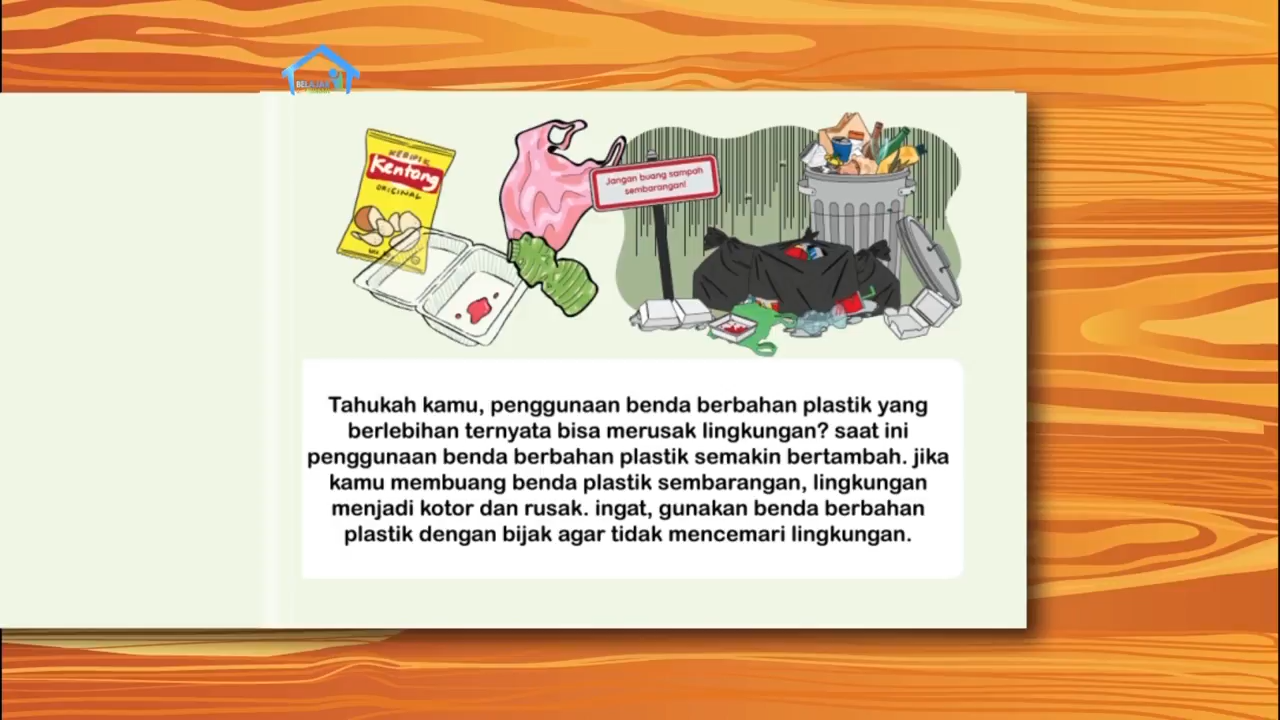 BELAJAR
KERIPIK
Kentang
ORIGINAL
Jangan buang sampah
sembarangan!
Tahukah kamu, penggunaan benda berbahan plastik yang
berlebihan ternyata bisa merusak lingkungan? saat ini
penggunaan benda berbahan plastik semakin bertambah. jika
kamu membuang benda plastik sembarangan, lingkungan
menjadi kotor dan rusak. ingat, gunakan benda berbahan
plastik dengan bijak agar tidak mencemari lingkungan.